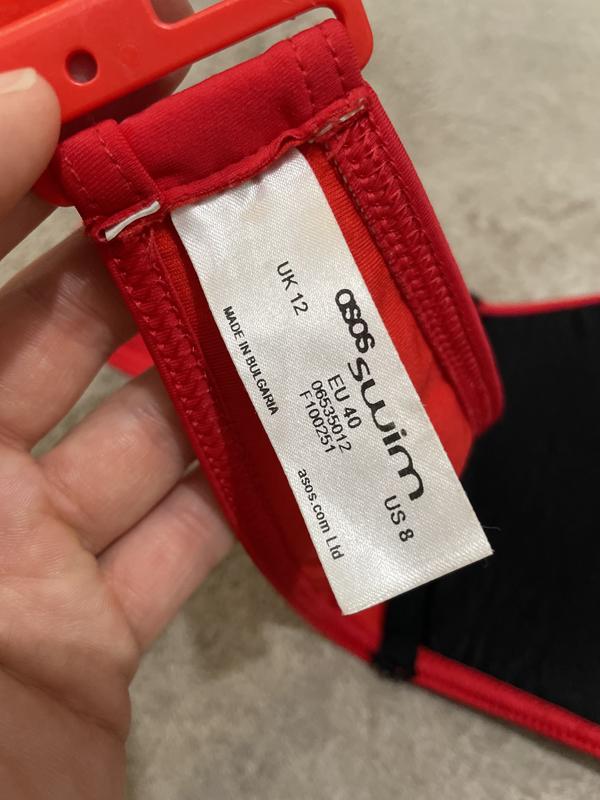 asos
swim
UK 12
EU 40
US 8
06535012
F100251
MADE IN BULGARIA
asos.com Ltd